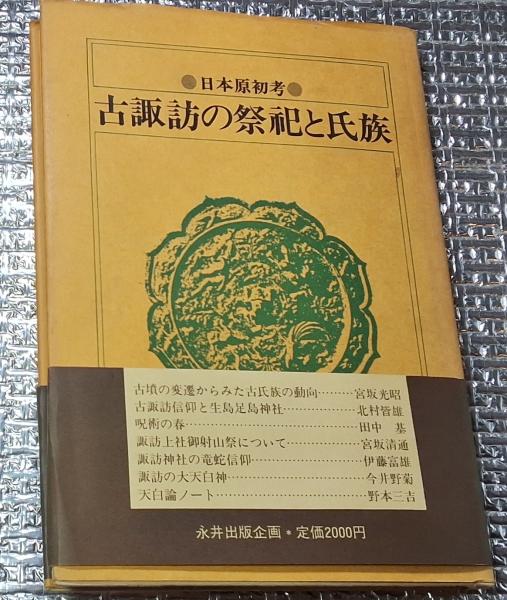 ●日本原初考●
古諏訪の祭祀と氏族
古墳の変遷からみた古氏族の動向………宮坂光昭
古諏訪信仰と生島足島神社………………北村皆雄
呪術の春……………………………………田中　基
諏訪上社御射山祭について………………宮坂清通
諏訪神社の竜蛇信仰………………………伊藤富雄
諏訪の大天白神……………………………今井野菊
天白論ノート………………………………野本三吉
永井出版企画＊定価2000円